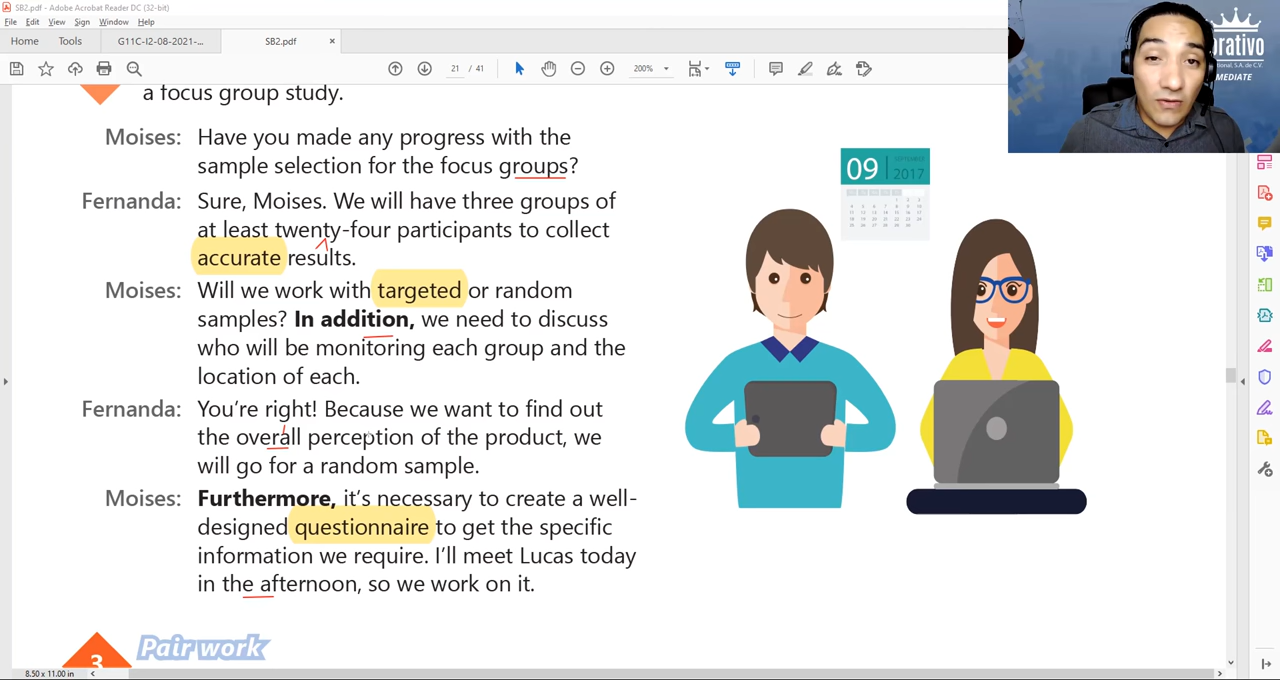 SB2.pdf - Adobe Acrobat Reader DC (32-bit)
File Edit View Sign Window Help
Home Tools G11C-I2-08-2021-... SB2.pdf ×
21 / 41 200%
a focus group study.
Moises: Have you made any progress with the
sample selection for the focus groups?
Fernanda: Sure, Moises. We will have three groups of
at least twenty-four participants to collect
accurate results.
Moises: Will we work with targeted or random
samples? In addition, we need to discuss
who will be monitoring each group and the
location of each.
Fernanda: You're right! Because we want to find out
the overall perception of the product, we
will go for a random sample.
Moises: Furthermore, it's necessary to create a well-
designed questionnaire to get the specific
information we require. I'll meet Lucas today
in the afternoon, so we work on it.
09 SEPTEMBER
2017
orativo
tional. S.A. de C.V.
MEDIATE
3 Pair work
8.50 x 11.00 in